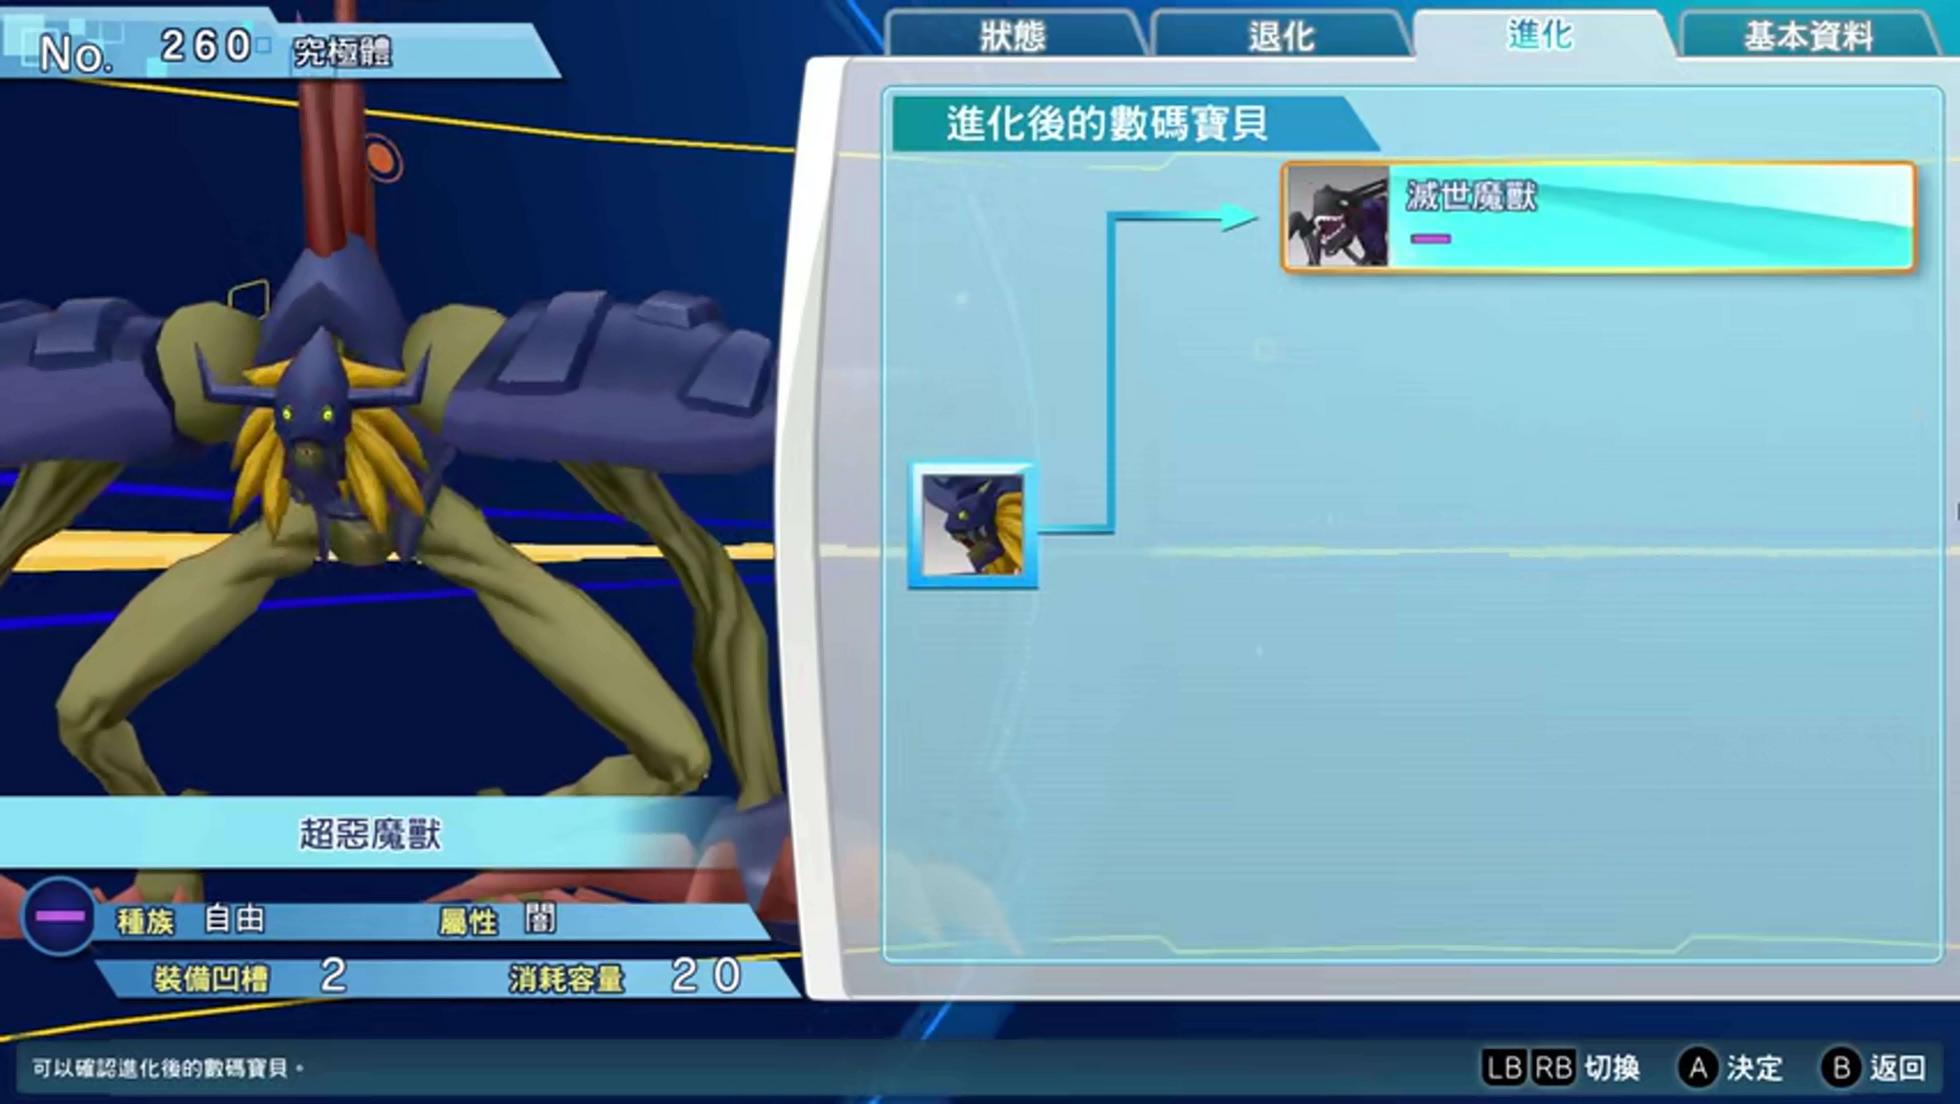 No. 260 究極體
狀態 退化 進化 基本資料
進化後的數碼寶貝
滅世魔獸
超惡魔獸
種族 自由 屬性 闇
裝備凹槽 2 消耗容量 20
可以確認進化後的數碼寶貝。
LB RB 切換 A 決定 B 返回